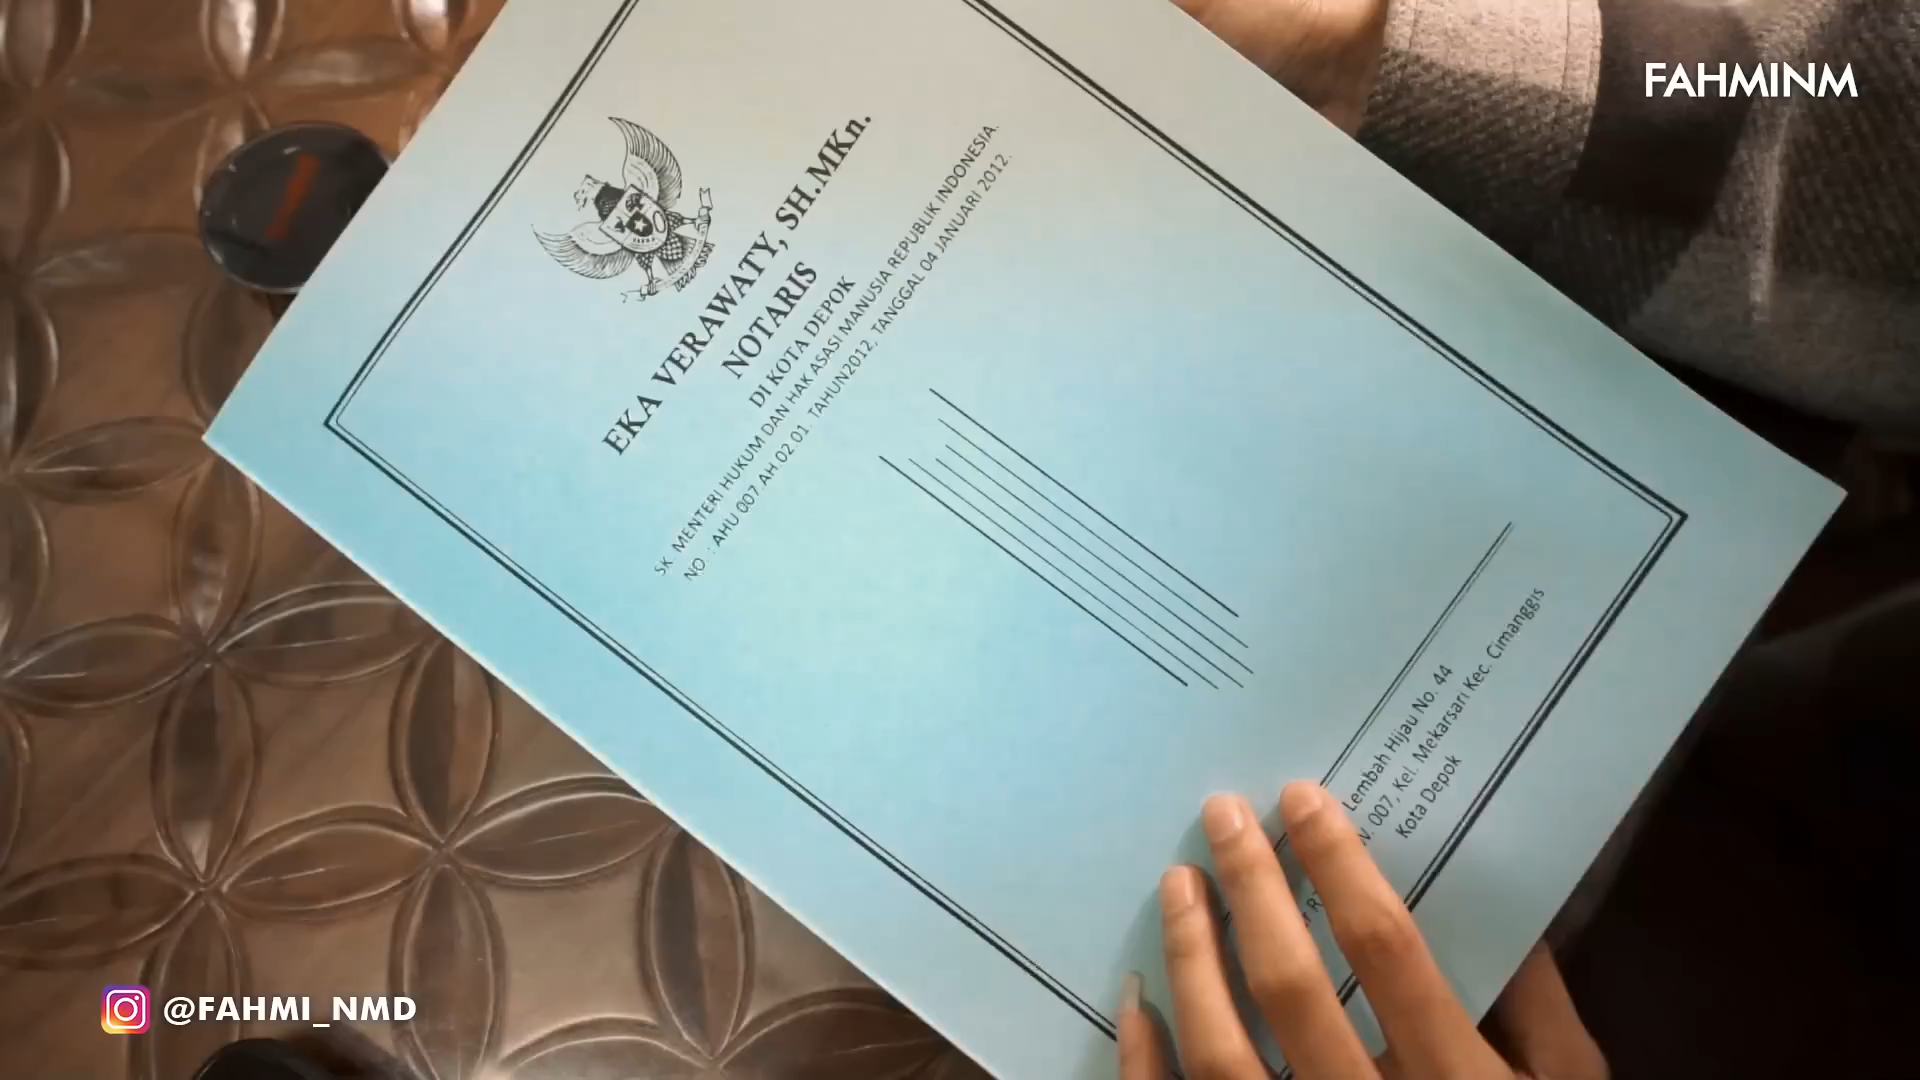 FAHMINM
EKA VERAWATY, SH.MKn.
NOTARIS
DI KOTA DEPOK
SK MENTERI HUKUM DAN HAK ASASI MANUSIA REPUBLIK INDONESIA.
NO : AHU 007.AH.02.01. TAHUN2012, TANGGAL 04 JANUARI 2012.
Lembah Hijau No. 44
007, Kel. Mekarsari Kec. Cimanggis
Kota Depok
@FAHMI_NMD